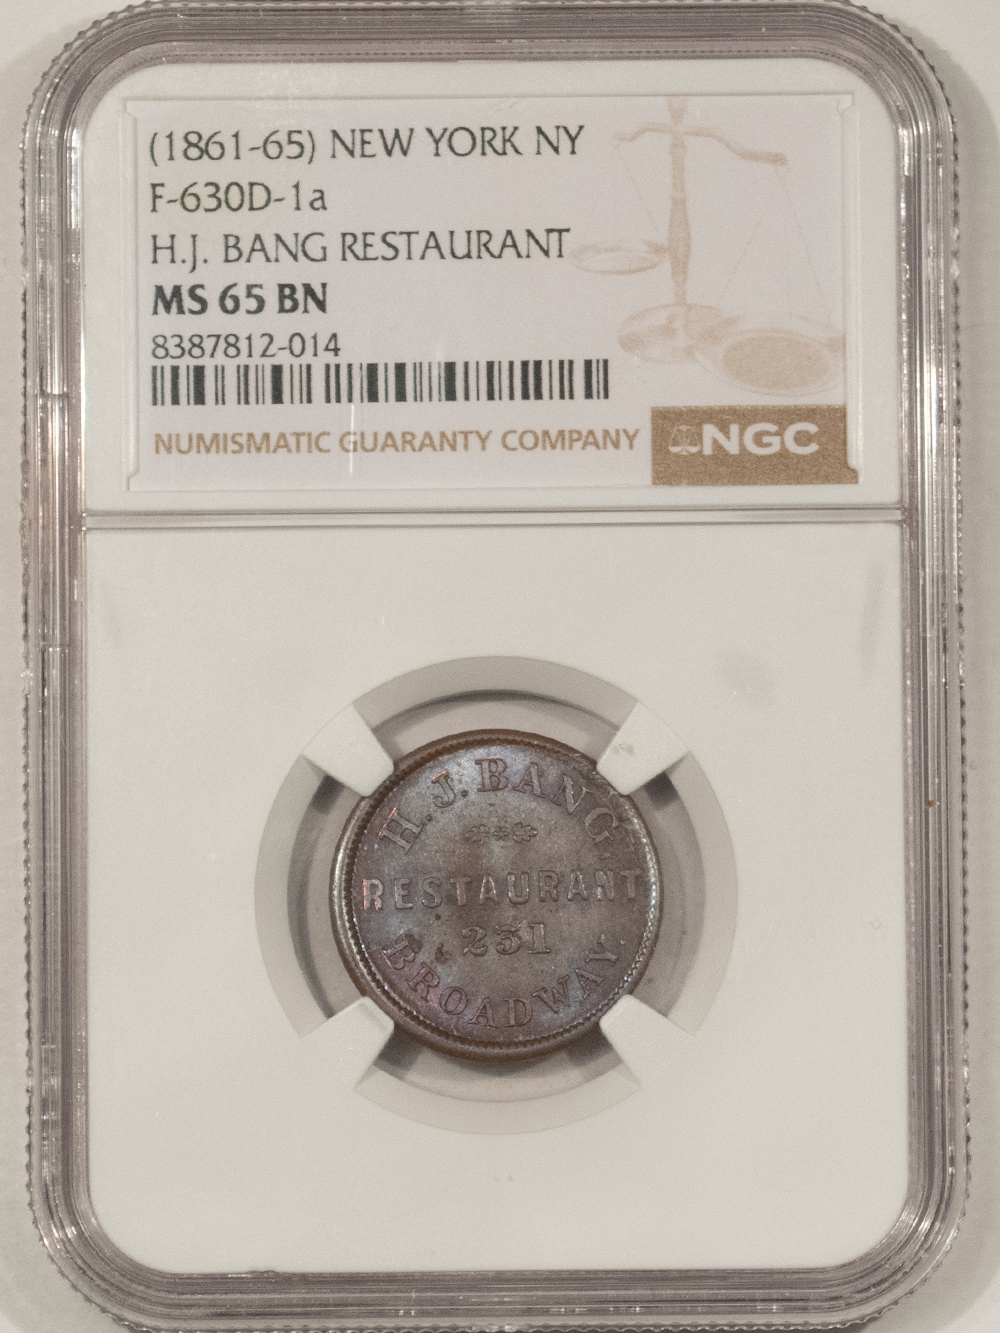 (1861-65) NEW YORK NY
F-630D-1a
H.J. BANG RESTAURANT
MS 65 BN
8387812-014
NUMISMATIC GUARANTY COMPANY
NGC
H. J. BANG
RESTAURANT
231
BROADWAY.